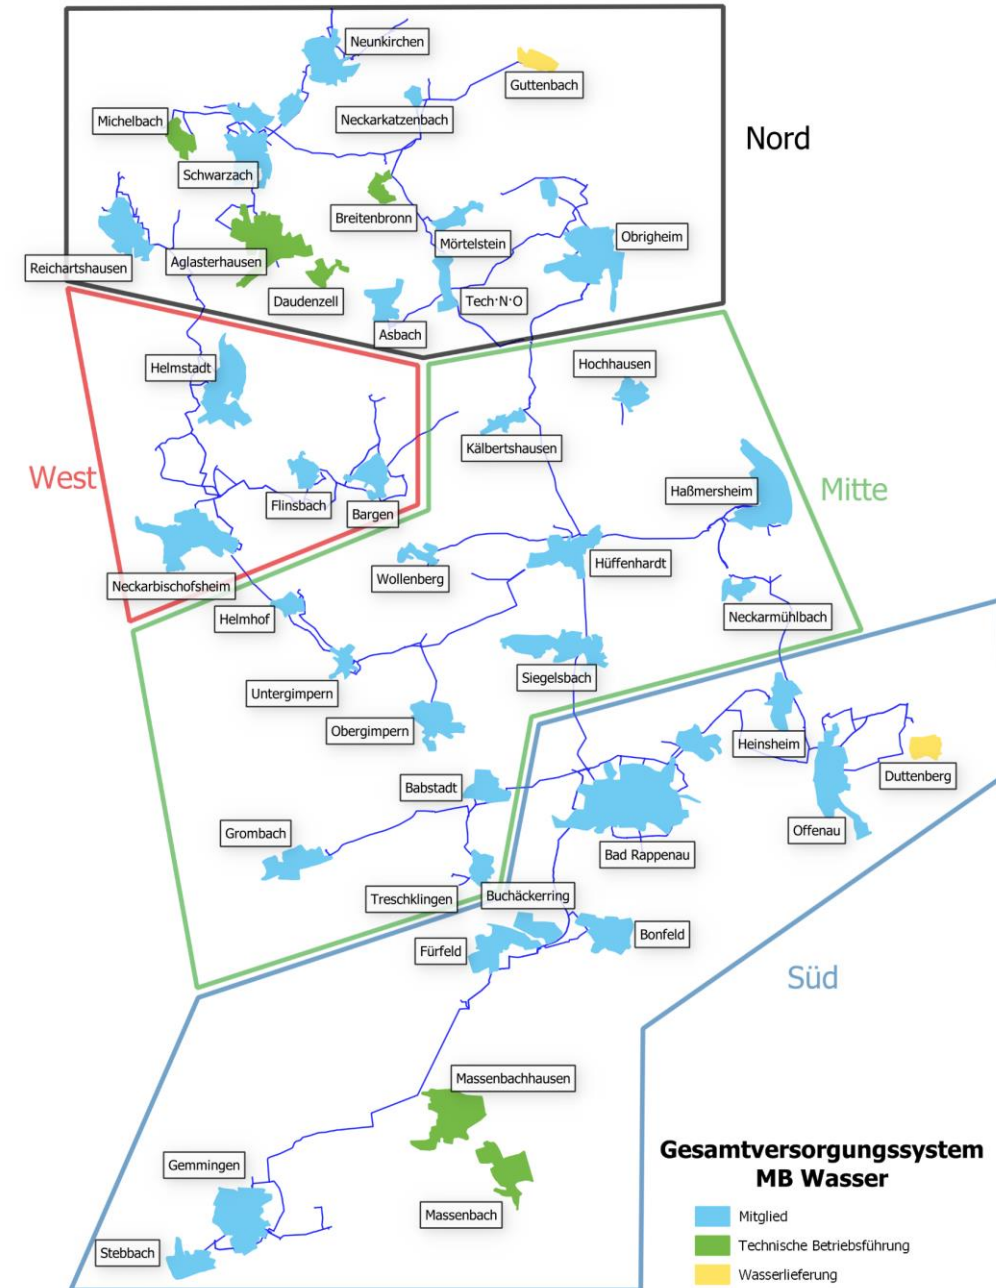 Neunkirchen
Guttenbach
Michelbach
Neckarkatzenbach
Nord
Schwarzach
Breitenbronn
Mörtelstein
Obrigheim
Reichartshausen
Aglasterhausen
Daudenzell
Tech·N·O
Asbach
Helmstadt
Hochhausen
Kälbertshausen
West
Flinsbach
Bargen
Haßmersheim
Mitte
Neckarbischofsheim
Wollenberg
Hüffenhardt
Helmhof
Neckarmühlbach
Untergimpern
Siegelsbach
Obergimpern
Heinsheim
Duttenberg
Babstadt
Offenau
Grombach
Bad Rappenau
Treschklingen
Buchäckerring
Fürfeld
Bonfeld
Süd
Massenbachhausen
Gemmingen
Massenbach
Stebbach
Gesamtversorgungssystem
MB Wasser
Mitglied
Technische Betriebsführung
Wasserlieferung